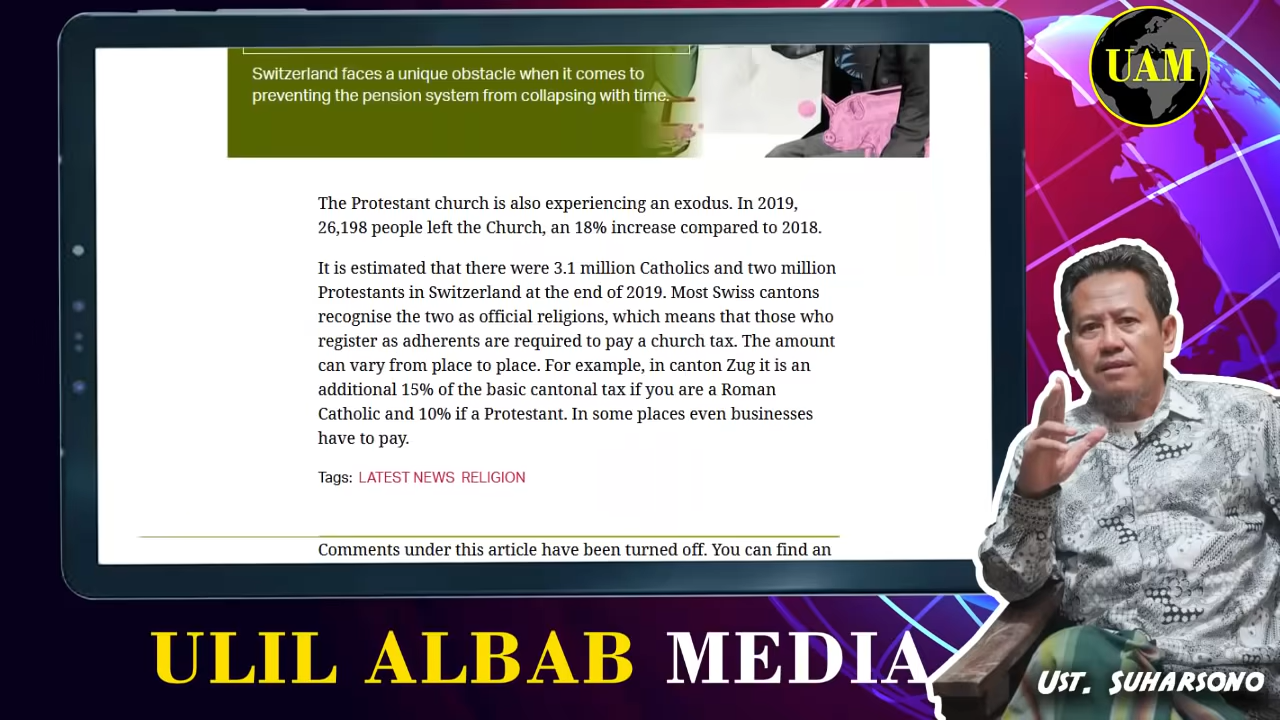 UAM
Switzerland faces a unique obstacle when it comes to
preventing the pension system from collapsing with time.
The Protestant church is also experiencing an exodus. In 2019,
26,198 people left the Church, an 18% increase compared to 2018.
It is estimated that there were 3.1 million Catholics and two million
Protestants in Switzerland at the end of 2019. Most Swiss cantons
recognise the two as official religions, which means that those who
register as adherents are required to pay a church tax. The amount
can vary from place to place. For example, in canton Zug it is an
additional 15% of the basic cantonal tax if you are a Roman
Catholic and 10% if a Protestant. In some places even businesses
have to pay.
Tags: LATEST NEWS RELIGION
Comments under this article have been turned off. You can find an
ULIL ALBAB MEDIA
UST. SUHARSONO